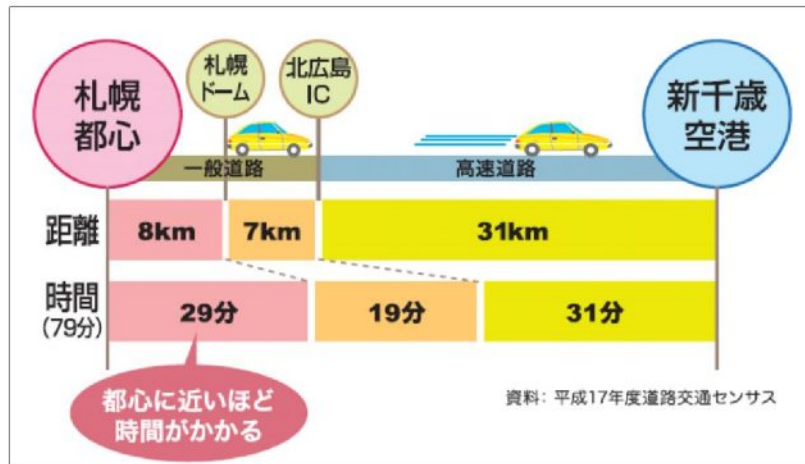 札幌
都心
札幌
ドーム
北広島
IC
新千歳
空港
一般道路
高速道路
距離
8km
7km
31km
時間
(79分)
29分
19分
31分
都心に近いほど
時間がかかる
資料: 平成17年度道路交通センサス